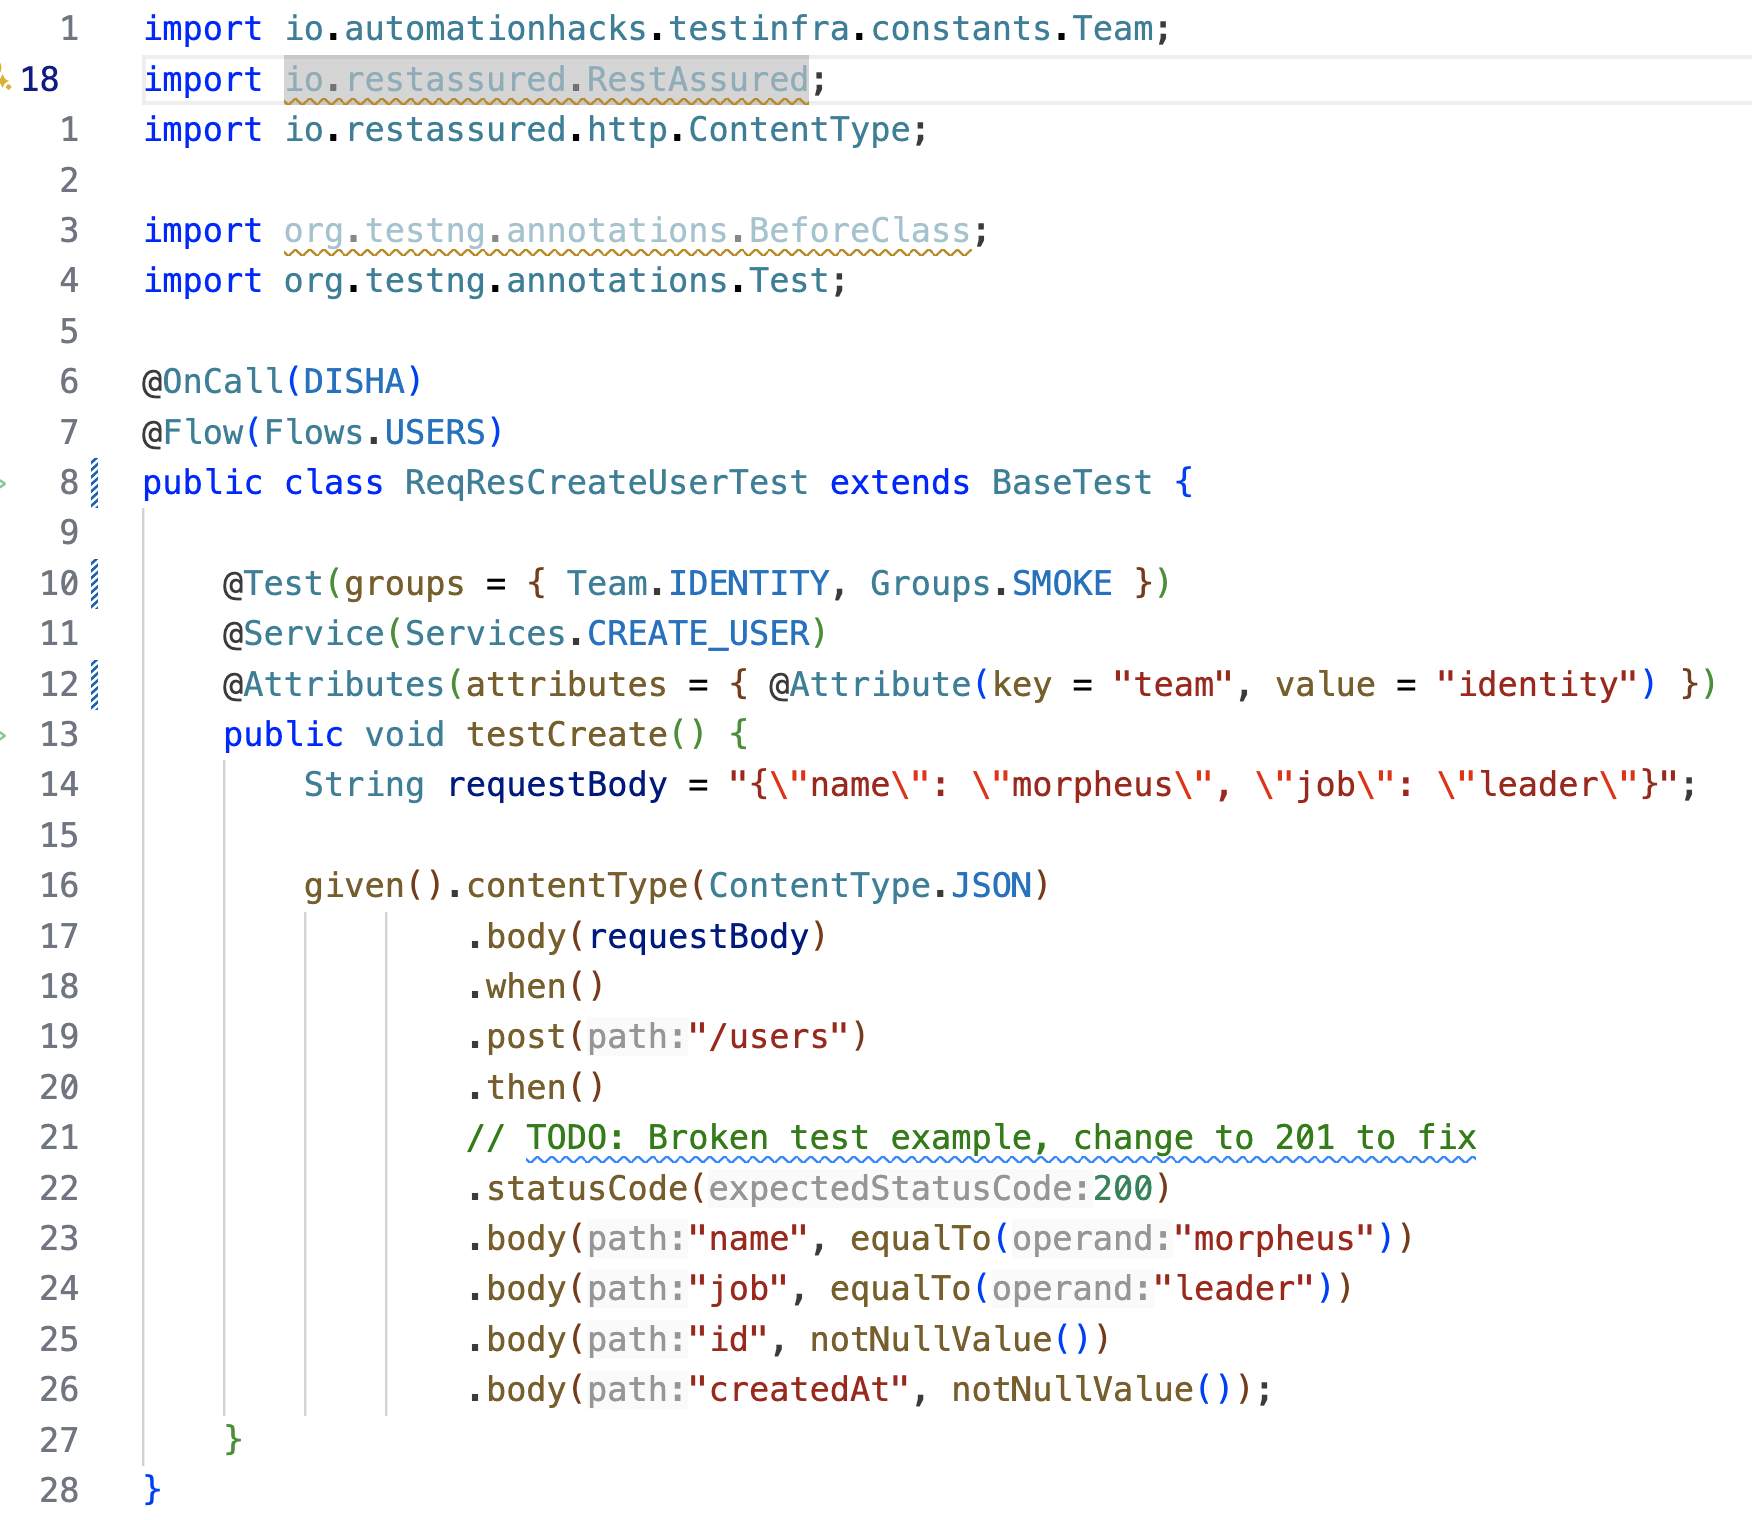 1 import io.automationhacks.testinfra.constants.Team;
18 import io.restassured.RestAssured;
1 import io.restassured.http.ContentType;
2
3 import org.testng.annotations.BeforeClass;
4 import org.testng.annotations.Test;
5
6 @OnCall(DISHA)
7 @Flow(Flows.USERS)
8 public class ReqResCreateUserTest extends BaseTest {
9
10     @Test(groups = { Team.IDENTITY, Groups.SMOKE })
11     @Service(Services.CREATE_USER)
12     @Attributes(attributes = { @Attribute(key = "team", value = "identity") })
13     public void testCreate() {
14         String requestBody = "{\"name\": \"morpheus\", \"job\": \"leader\"}";
15
16         given().contentType(ContentType.JSON)
17                 .body(requestBody)
18                 .when()
19                 .post(path:"/users")
20                 .then()
21                 // TODO: Broken test example, change to 201 to fix
22                 .statusCode(expectedStatusCode:200)
23                 .body(path:"name", equalTo(operand:"morpheus"))
24                 .body(path:"job", equalTo(operand:"leader"))
25                 .body(path:"id", notNullValue())
26                 .body(path:"createdAt", notNullValue());
27     }
28 }